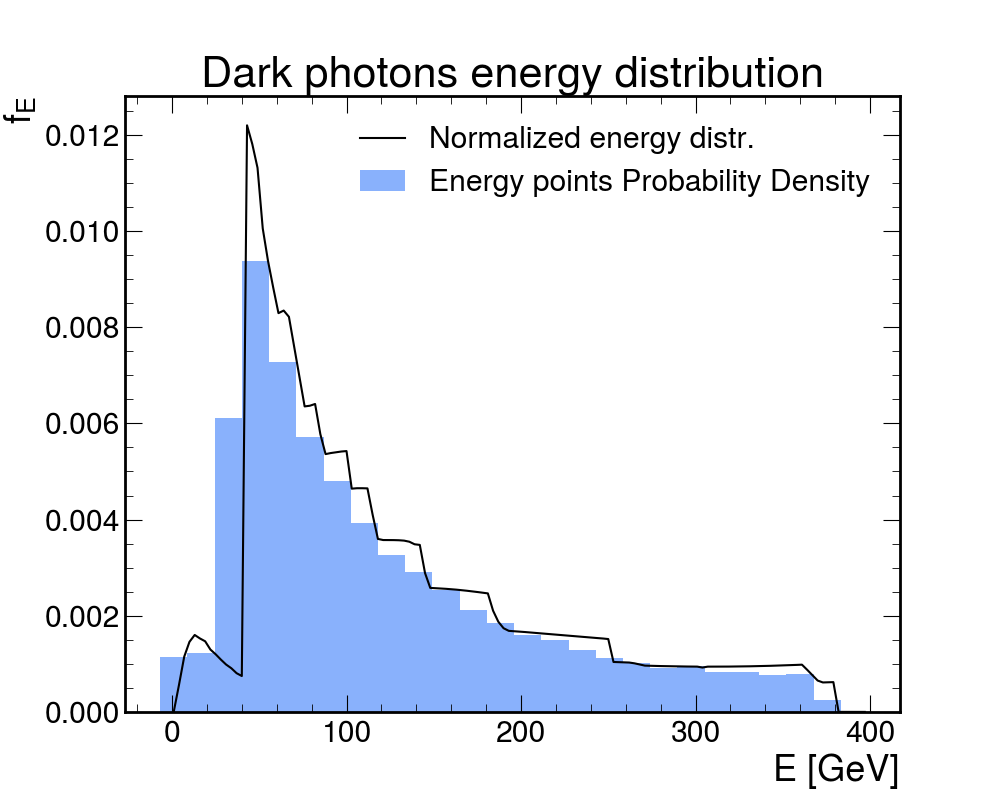 Dark photons energy distribution
f_E
Normalized energy distr.
Energy points Probability Density
0.012
0.010
0.008
0.006
0.004
0.002
0.000
0 100 200 300 400
E [GeV]